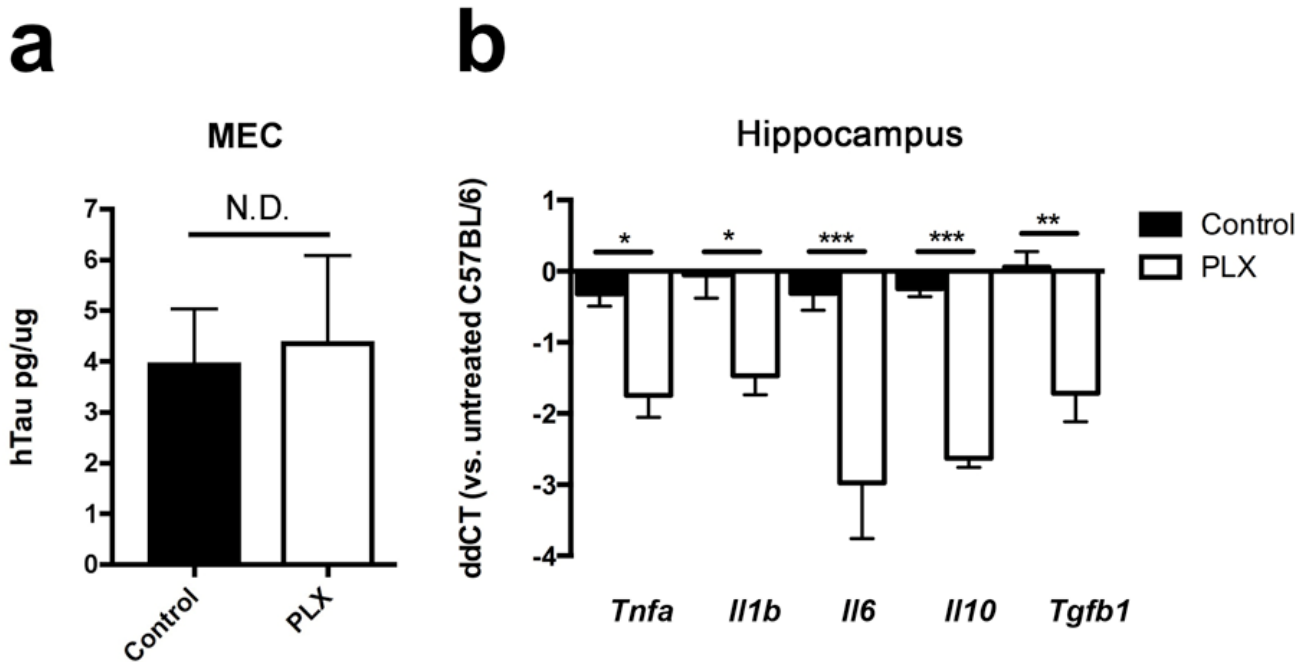 a
MEC
hTau pg/ug
7
6
5
4
3
2
1
0
N.D.
Control
PLX
b
Hippocampus
ddCT (vs. untreated C57BL/6)
1
0
-1
-2
-3
-4
*
*
***
***
**
Tnfa
Il1b
Il6
Il10
Tgfb1
Control
PLX